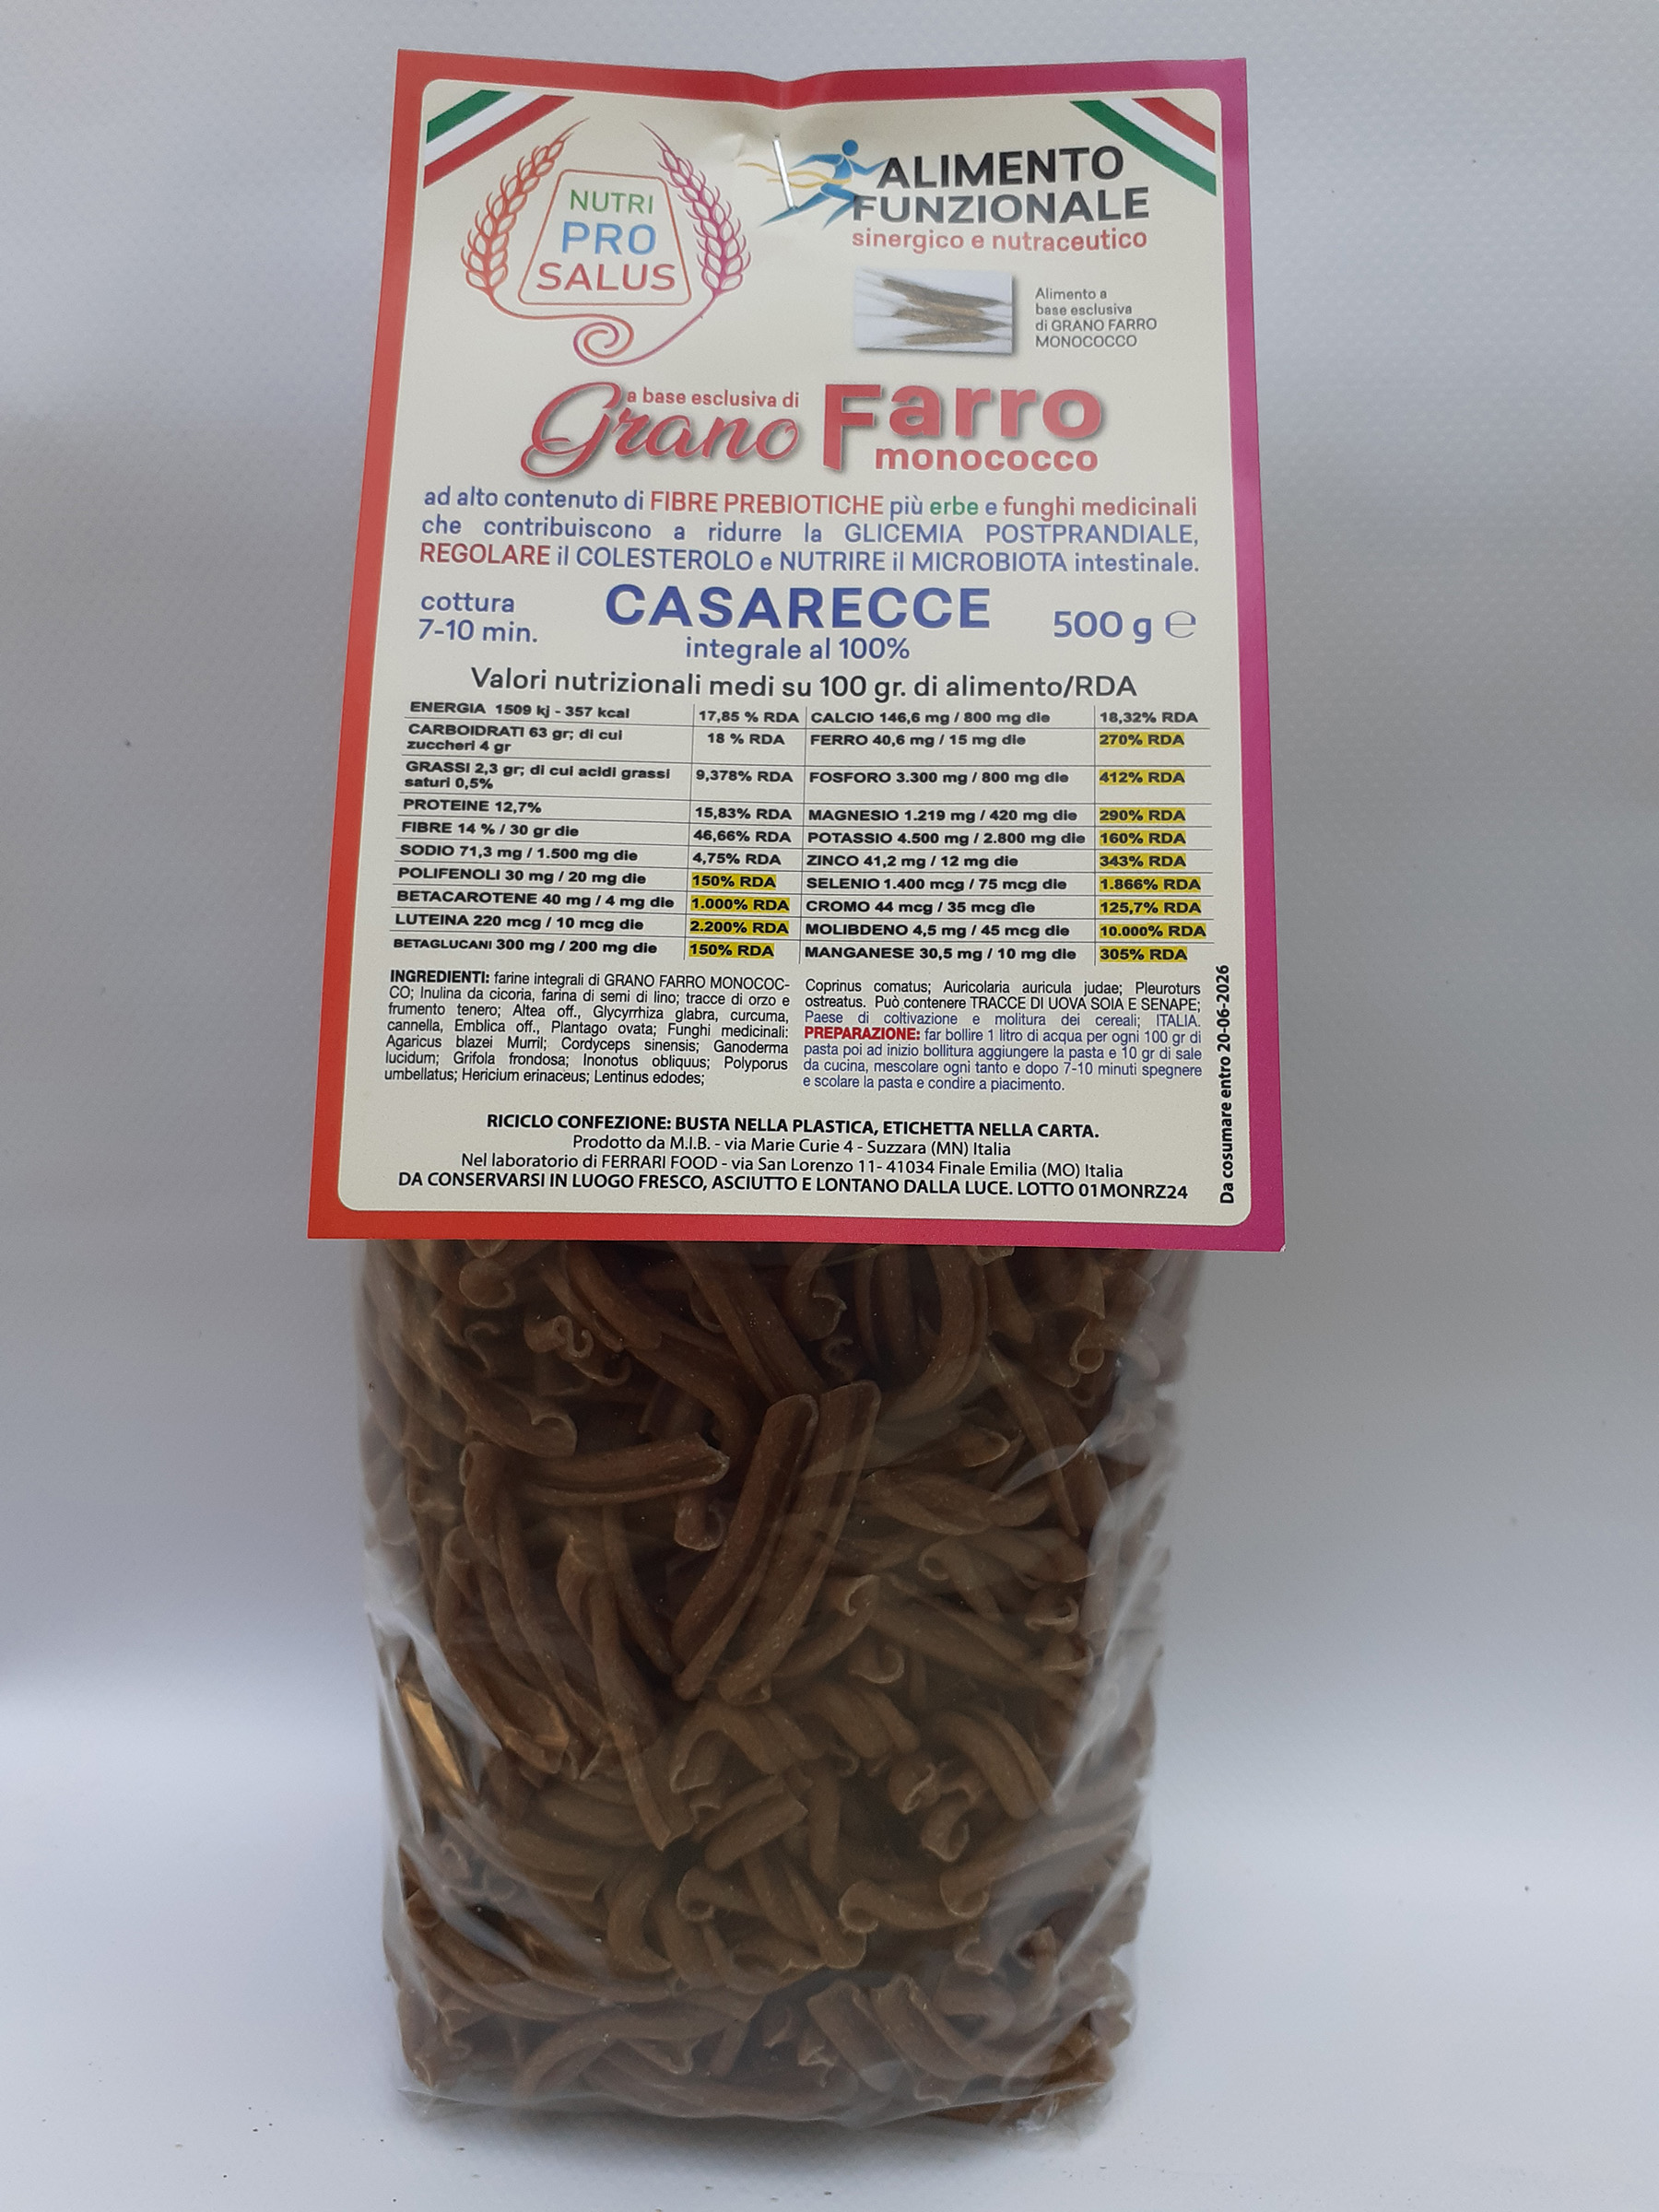 NUTRI
PRO
SALUS
ALIMENTO
FUNZIONALE
sinergico e nutraceutico
Alimento a
base esclusiva
di GRANO FARRO
MONOCOCCO
a base esclusiva di
Grano Farro
monococco
ad alto contenuto di FIBRE PREBIOTICHE più erbe e funghi medicinali
che contribuiscono a ridurre la GLICEMIA POSTPRANDIALE,
REGOLARE il COLESTEROLO e NUTRIRE il MICROBIOTA intestinale.
cottura
7-10 min.
CASARECCE
integrale al 100%
500 g ℮
Valori nutrizionali medi su 100 gr. di alimento/RDA
ENERGIA 1509 kj - 357 kcal 17,85 % RDA
CARBOIDRATI 63 gr; di cui
zuccheri 4 gr 18 % RDA
GRASSI 2,3 gr; di cui acidi grassi
saturi 0,5% 9,378% RDA
PROTEINE 12,7% 15,83% RDA
FIBRE 14 % / 30 gr die 46,66% RDA
SODIO 71,3 mg / 1.500 mg die 4,75% RDA
POLIFENOLI 30 mg / 20 mg die 150% RDA
BETACAROTENE 40 mg / 4 mg die 1.000% RDA
LUTEINA 220 mcg / 10 mcg die 2.200% RDA
BETAGLUCANI 300 mg / 200 mg die 150% RDA
CALCIO 146,6 mg / 800 mg die 18,32% RDA
FERRO 40,6 mg / 15 mg die 270% RDA
FOSFORO 3.300 mg / 800 mg die 412% RDA
MAGNESIO 1.219 mg / 420 mg die 290% RDA
POTASSIO 4.500 mg / 2.800 mg die 160% RDA
ZINCO 41,2 mg / 12 mg die 343% RDA
SELENIO 1.400 mcg / 75 mcg die 1.866% RDA
CROMO 44 mcg / 35 mcg die 125,7% RDA
MOLIBDENO 4,5 mg / 45 mcg die 10.000% RDA
MANGANESE 30,5 mg / 10 mg die 305% RDA
INGREDIENTI: farine integrali di GRANO FARRO MONOCOC-
CO; Inulina da cicoria, farina di semi di lino; tracce di orzo e
frumento tenero; Altea off., Glycyrrhiza glabra, curcuma,
cannella, Emblica off., Plantago ovata; Funghi medicinali:
Agaricus blazei Murril; Cordyceps sinensis; Ganoderma
lucidum; Grifola frondosa; Inonotus obliquus; Polyporus
umbellatus; Hericium erinaceus; Lentinus edodes;
Coprinus comatus; Auricolaria auricula judae; Pleuroturs
ostreatus. Può contenere TRACCE DI UOVA SOIA E SENAPE;
Paese di coltivazione e molitura dei cereali; ITALIA.
PREPARAZIONE: far bollire 1 litro di acqua per ogni 100 gr di
pasta poi ad inizio bollitura aggiungere la pasta e 10 gr di sale
da cucina, mescolare ogni tanto e dopo 7-10 minuti spegnere
e scolare la pasta e condire a piacimento.
Da cosumare entro 20-06-2026
RICICLO CONFEZIONE: BUSTA NELLA PLASTICA, ETICHETTA NELLA CARTA.
Prodotto da M.I.B. - via Marie Curie 4 - Suzzara (MN) Italia
Nel laboratorio di FERRARI FOOD - via San Lorenzo 11- 41034 Finale Emilia (MO) Italia
DA CONSERVARSI IN LUOGO FRESCO, ASCIUTTO E LONTANO DALLA LUCE. LOTTO 01MONRZ24